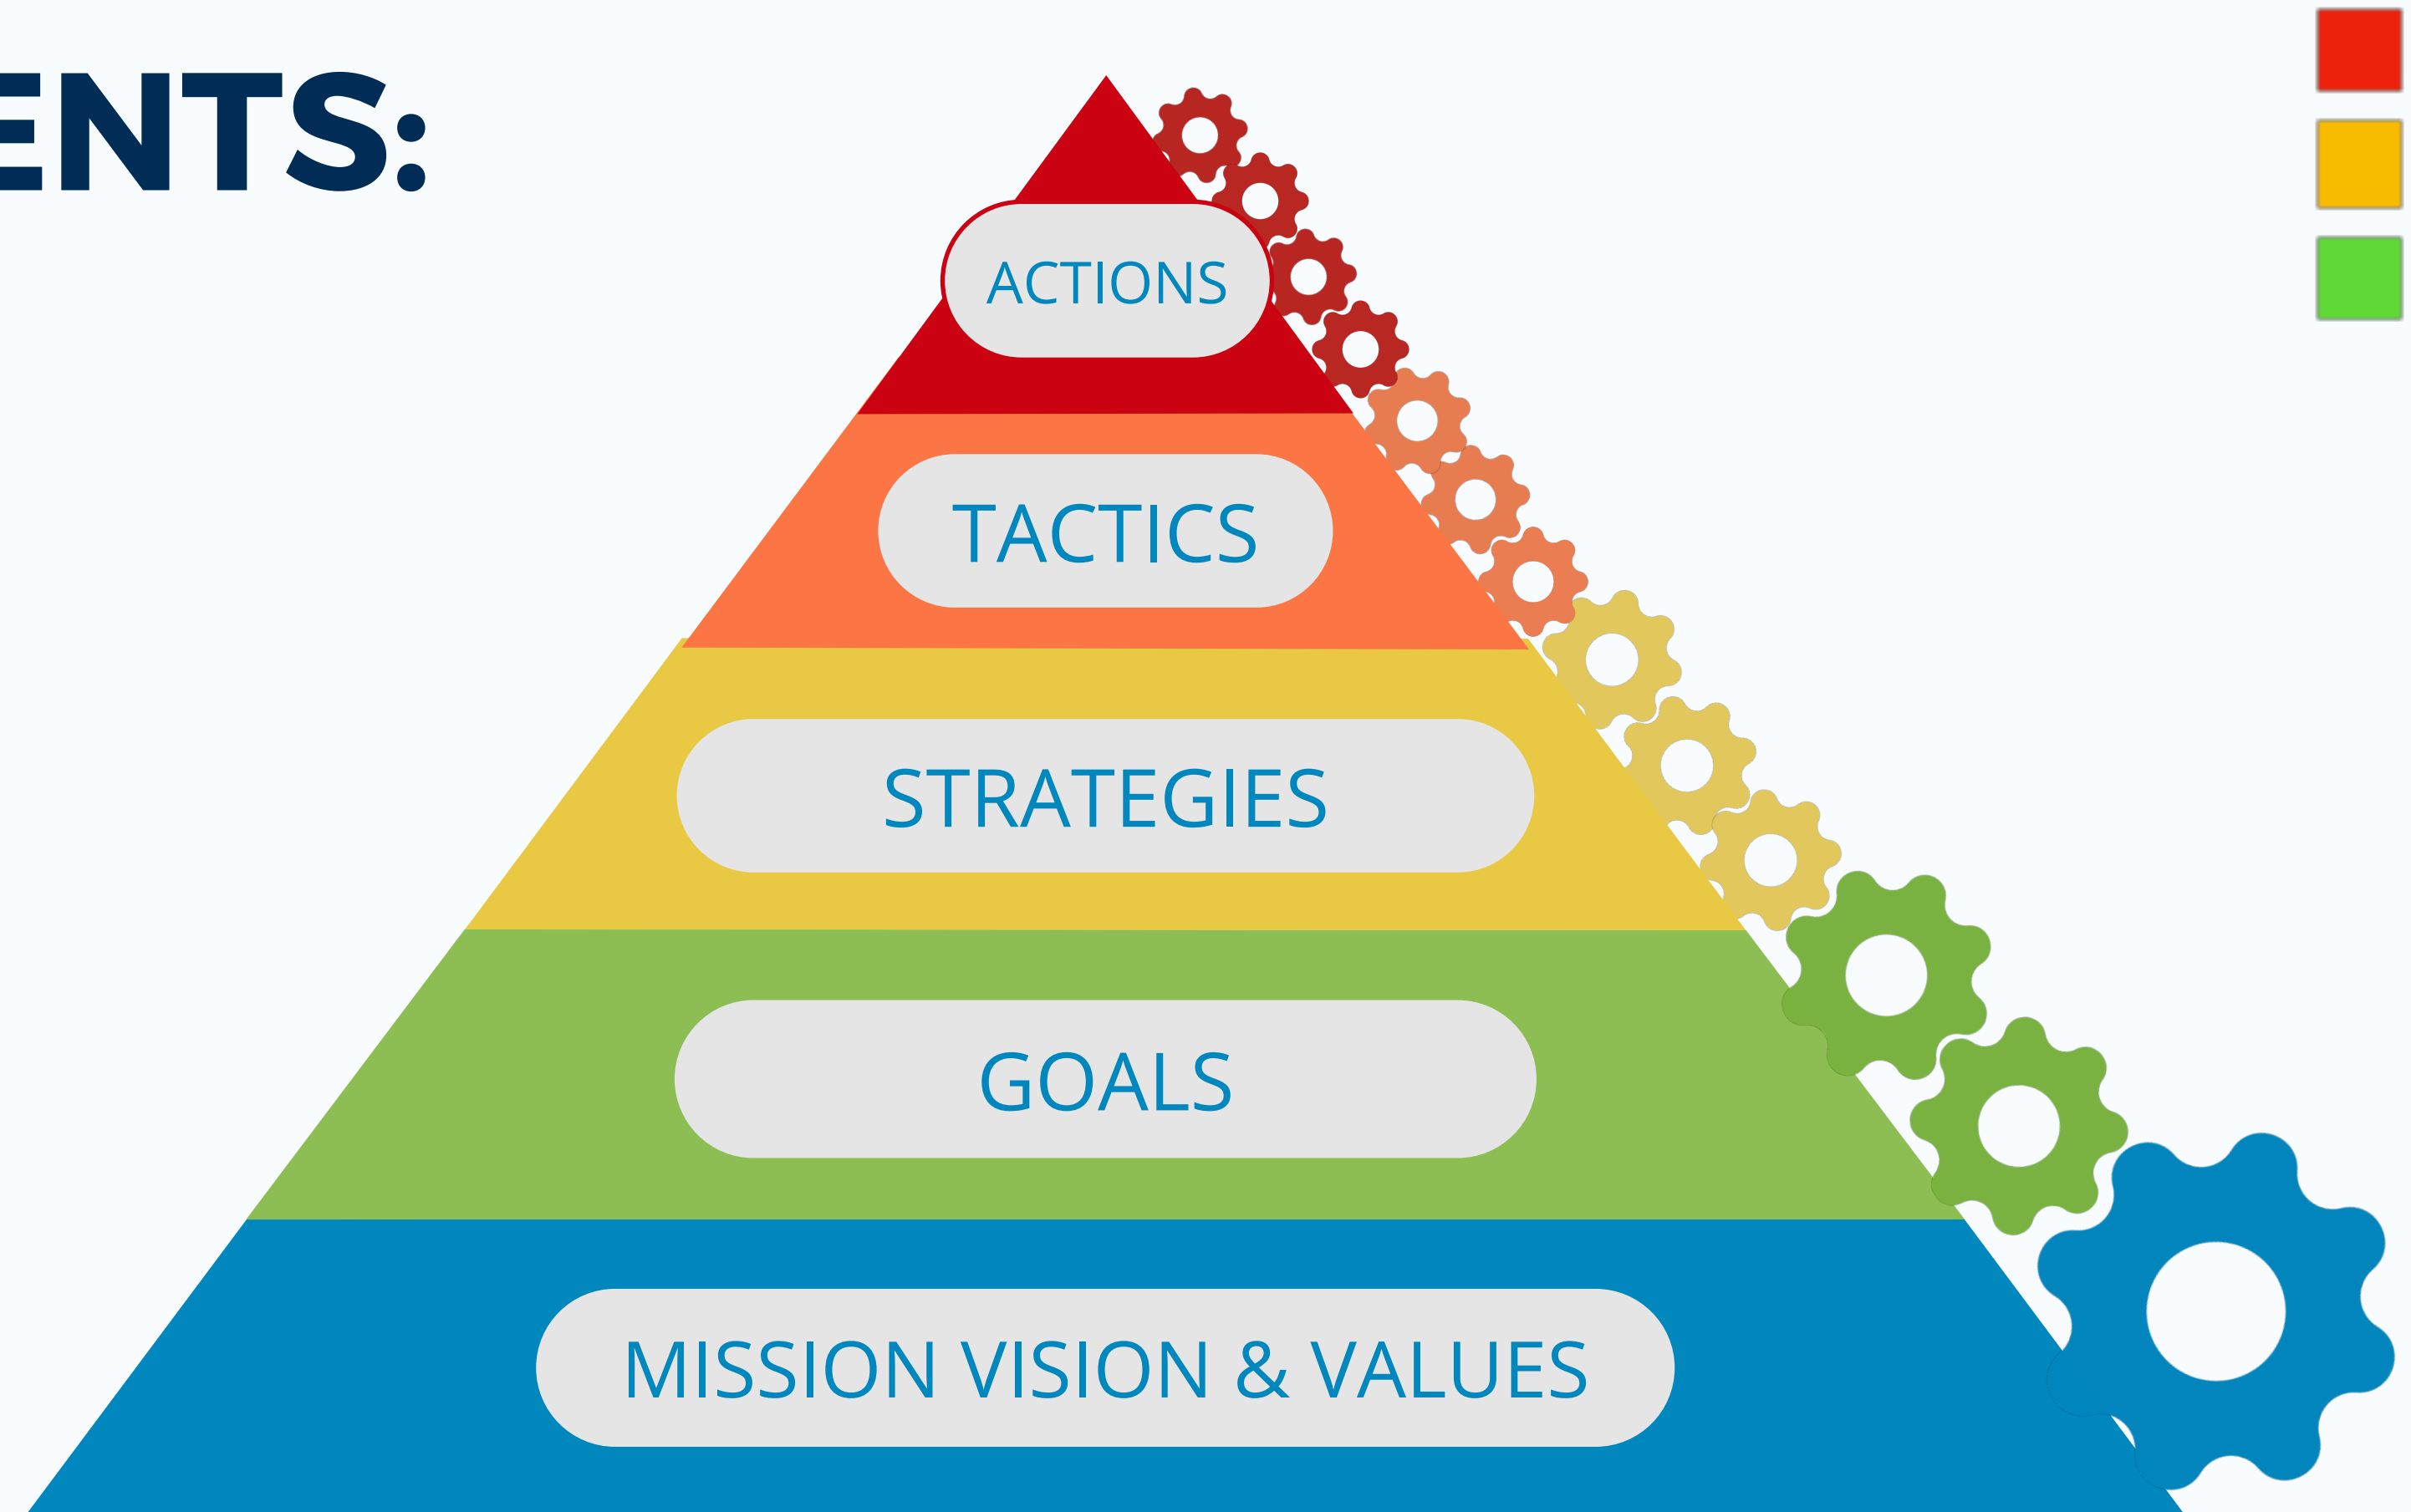 ENTS:
ACTIONS
TACTICS
STRATEGIES
GOALS
MISSION VISION & VALUES